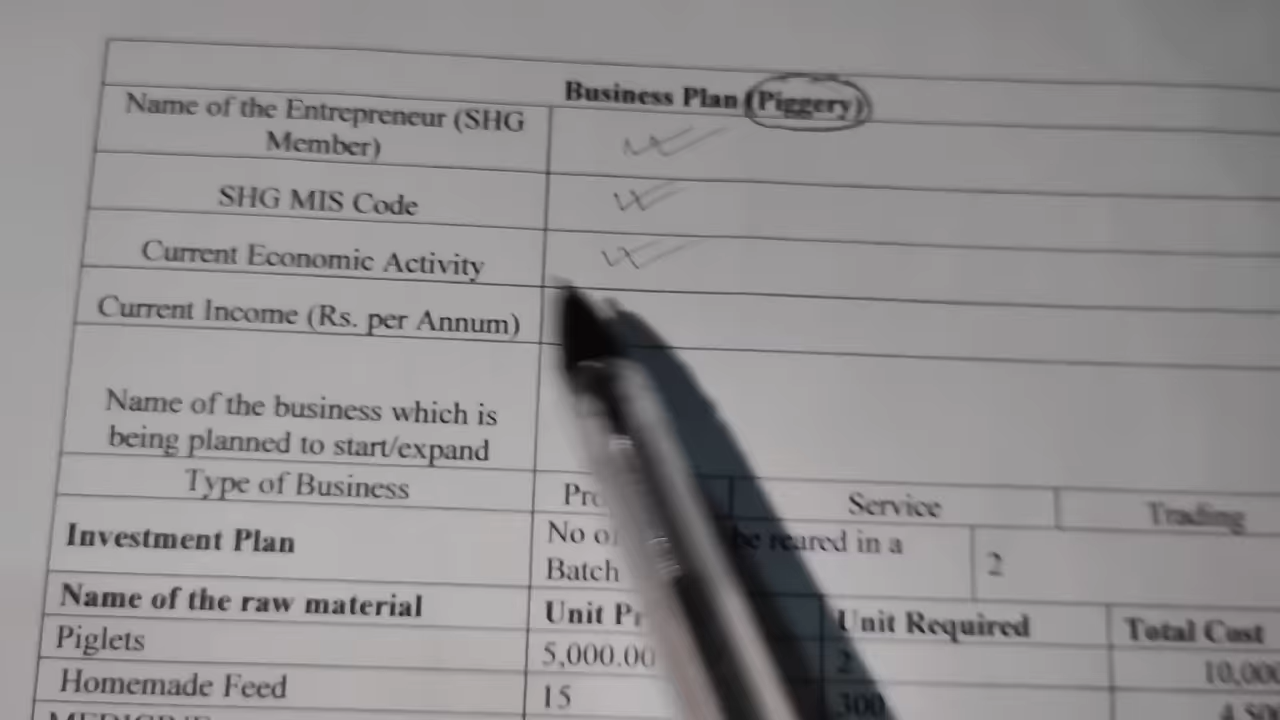 Business Plan (Piggery)
Name of the Entrepreneur (SHG
Member)
SHG MIS Code
Current Economic Activity
Current Income (Rs. per Annum)
Name of the business which is
being planned to start/expand
Type of Business Service Trading
Investment Plan No be reared in a
Batch 2
Name of the raw material Unit Unit Required Total Cost
Piglets 5,000.00 2 10,000
Homemade Feed 15 300